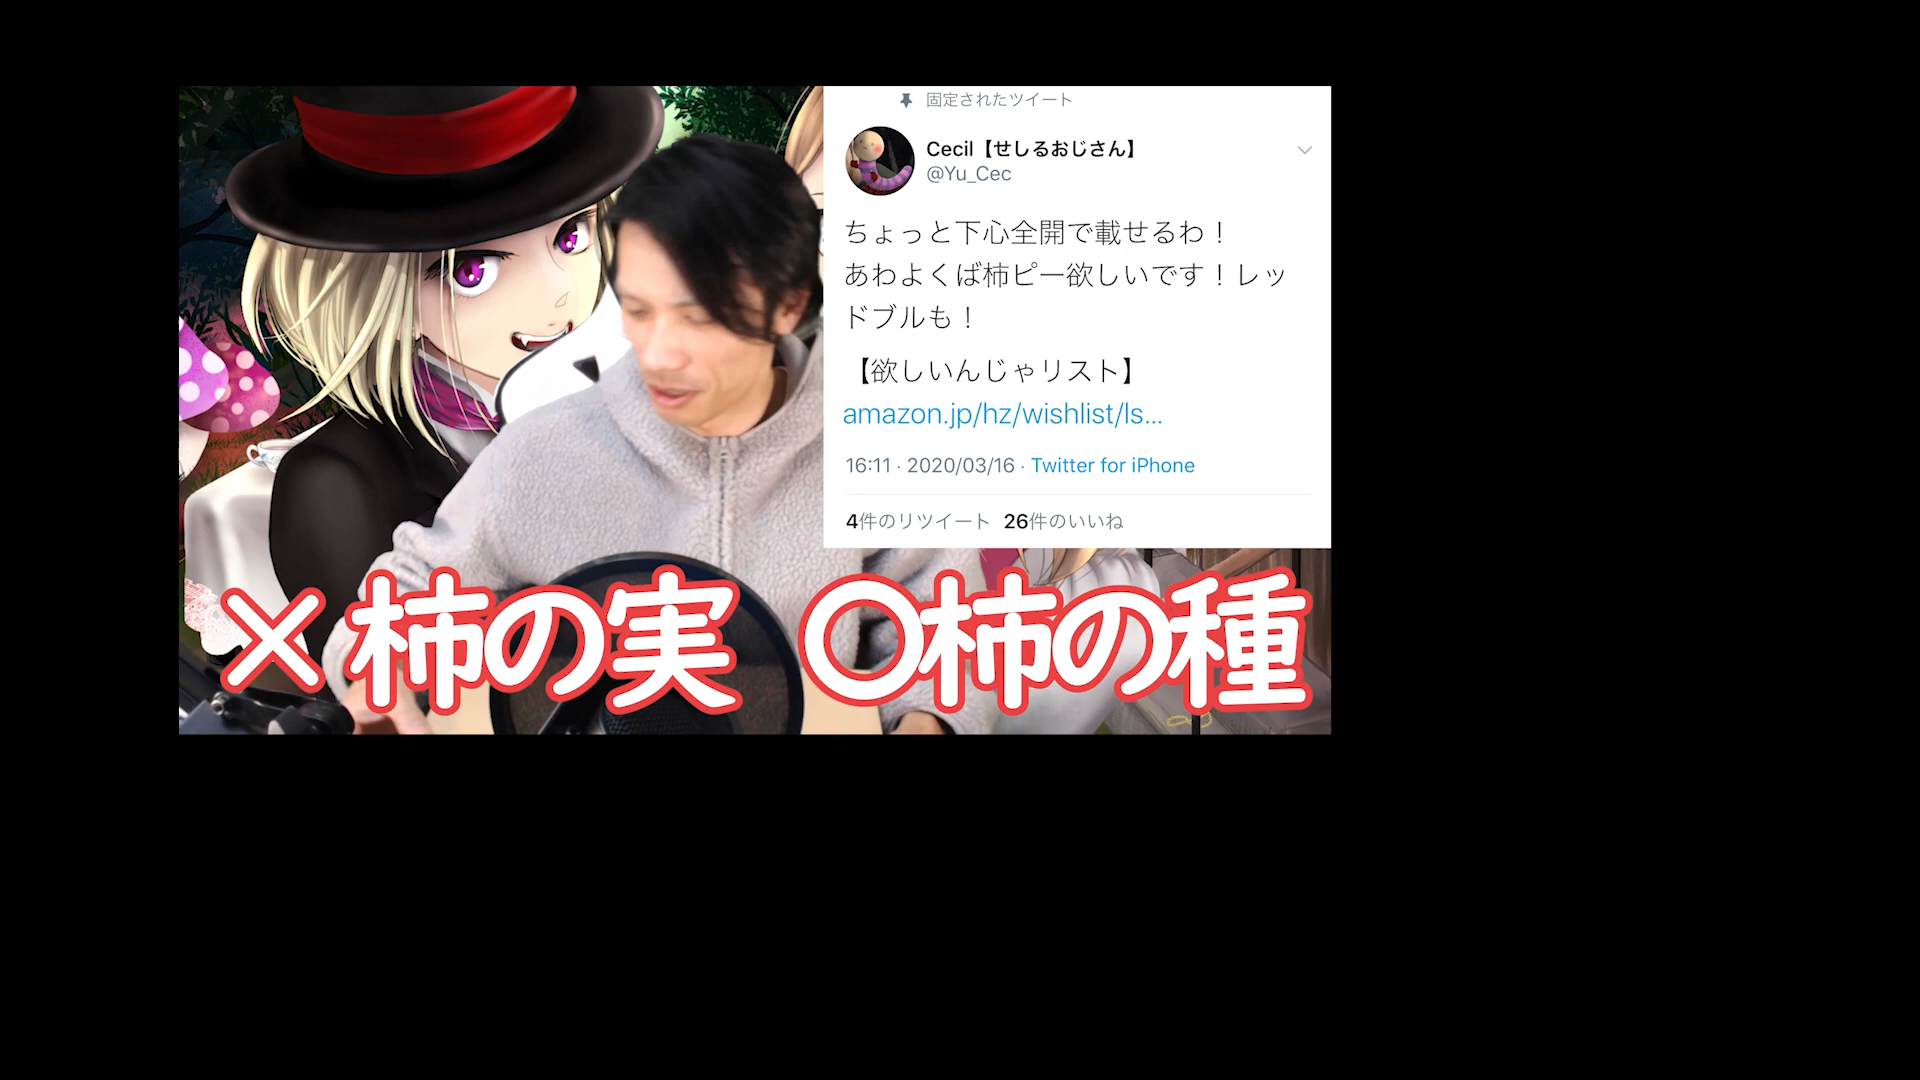 固定されたツイート
Cecil【せしるおじさん】
@Yu_Cec
ちょっと下心全開で載せるわ！
あわよくば柿ピー欲しいです！レッ
ドブルも！
【欲しいんじゃリスト】
amazon.jp/hz/wishlist/ls...
16:11 · 2020/03/16 · Twitter for iPhone
4件のリツイート 26件のいいね
×柿の実 〇柿の種